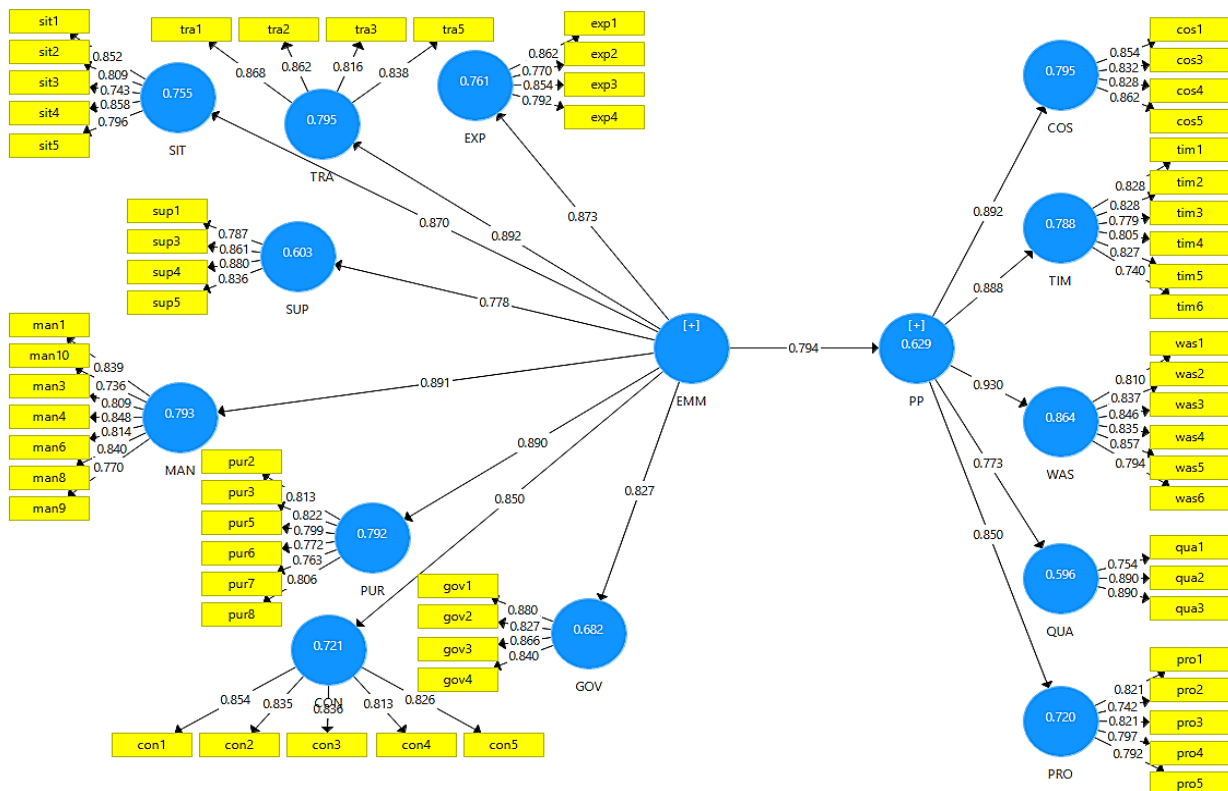 sit1
sit2
sit3
sit4
sit5
0.852
0.809
0.743
0.858
0.796
0.755
SIT
tra1
tra2
tra3
tra5
0.868
0.862
0.816
0.838
0.795
TRA
exp1
exp2
exp3
exp4
0.862
0.770
0.854
0.792
0.761
EXP
0.870
0.892
0.873
sup1
sup3
sup4
sup5
0.787
0.861
0.880
0.836
0.603
SUP
0.778
man1
man10
man3
man4
man6
man8
man9
0.839
0.736
0.809
0.848
0.814
0.840
0.770
0.793
MAN
0.891
pur2
pur3
pur5
pur6
pur7
pur8
0.813
0.822
0.799
0.772
0.763
0.806
0.792
PUR
0.890
0.850
0.827
0.721
CON
0.854
0.835
0.836
0.813
0.826
con1
con2
con3
con4
con5
gov1
gov2
gov3
gov4
0.880
0.827
0.866
0.840
0.682
GOV
[+]
EMM
0.794
[+]
0.629
PP
0.892
0.888
0.930
0.773
0.850
0.795
COS
0.854
0.832
0.828
0.862
cos1
cos3
cos4
cos5
0.788
TIM
0.828
0.828
0.779
0.805
0.827
0.740
tim1
tim2
tim3
tim4
tim5
tim6
0.864
WAS
0.810
0.837
0.846
0.835
0.857
0.794
was1
was2
was3
was4
was5
was6
0.596
QUA
0.754
0.890
0.890
qua1
qua2
qua3
0.720
PRO
0.821
0.742
0.821
0.797
0.792
pro1
pro2
pro3
pro4
pro5